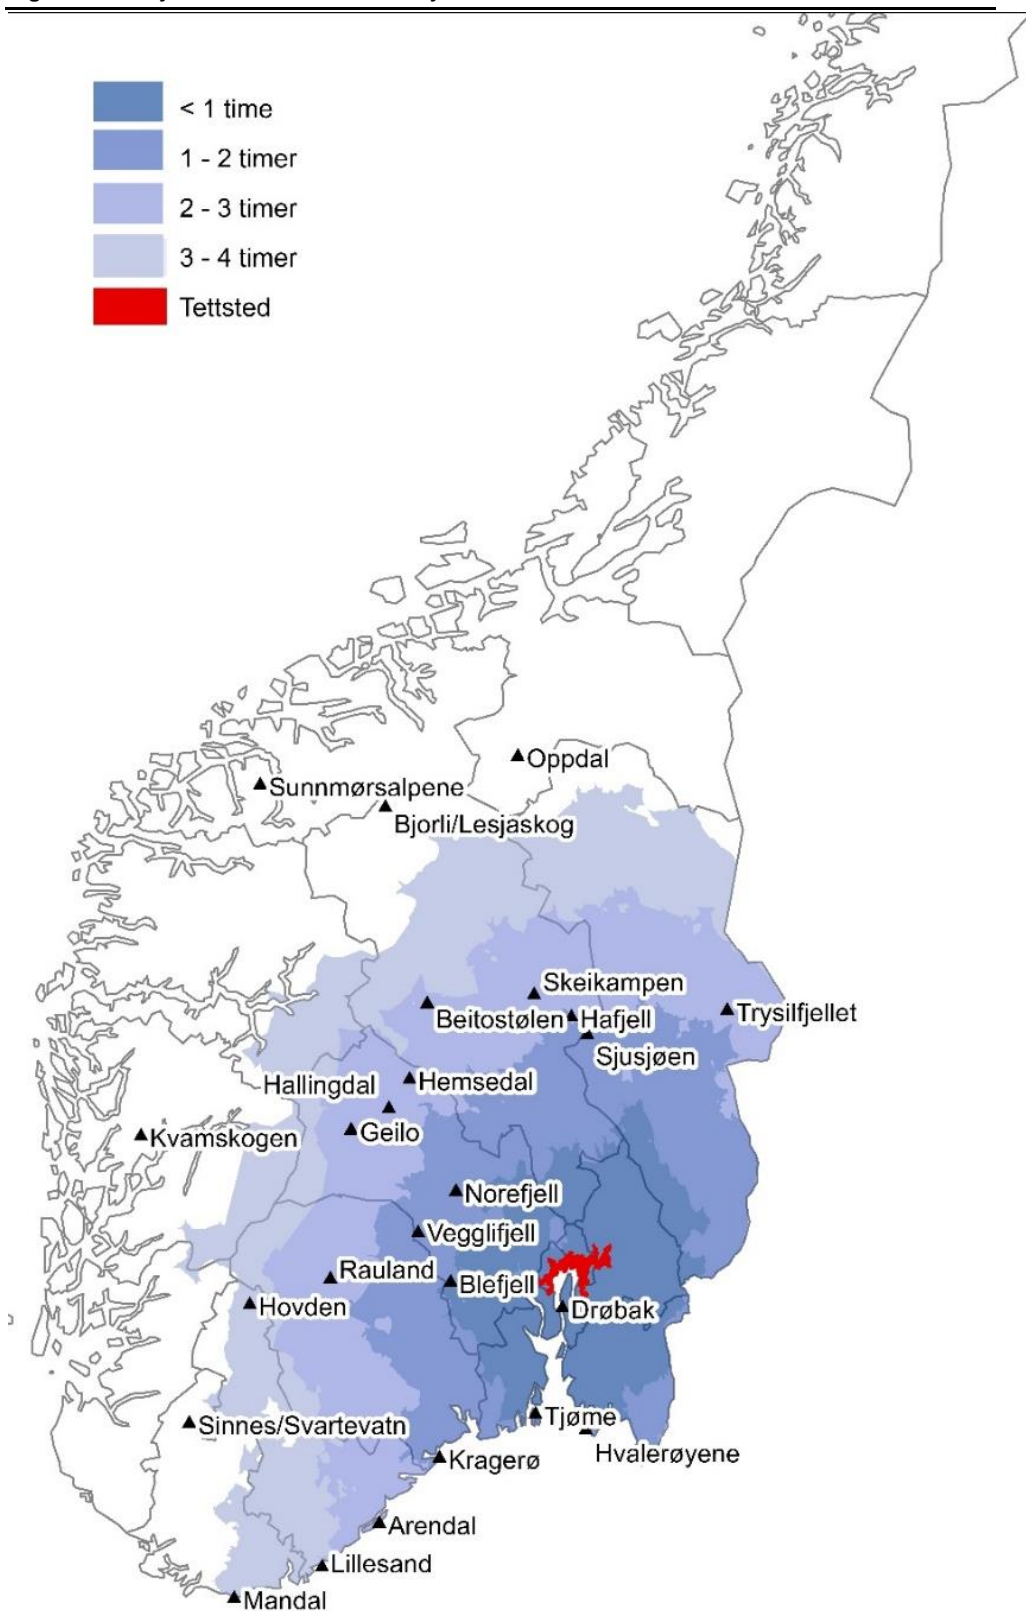 < 1 time
1 - 2 timer
2 - 3 timer
3 - 4 timer
Tettsted
Oppdal
Sunnmørsalpene
Bjorli/Lesjaskog
Skeikampen
Beitostølen
Hafjell
Trysilfjellet
Sjusjøen
Hallingdal
Hemsedal
Kvamskogen
Geilo
Norefjell
Vegglifjell
Rauland
Blefjell
Hovden
Drøbak
Sinnes/Svartevatn
Tjøme
Hvalerøyene
Kragerø
Arendal
Lillesand
Mandal